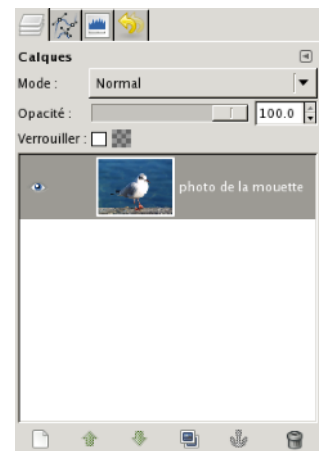 Calques
Mode : Normal
Opacité : 100.0
Verrouiller :
photo de la mouette